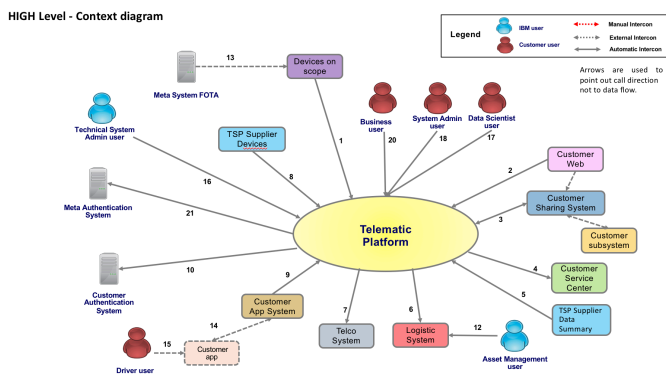 HIGH Level - Context diagram
Legend
IBM user
Customer user
Manual Intercon
External Intercon
Automatic Intercon
Arrows are used to
point out call direction
not to data flow.
13
Meta System FOTA
Devices on
scope
Technical System
Admin user
TSP Supplier
Devices
1
Business
user
20
System Admin
user
18
Data Scientist
user
17
8
16
2
Customer
Web
Meta Authentication
System
21
3
Customer
Sharing System
Telematic
Platform
Customer
subsystem
10
Customer
Authentication
System
9
4
Customer
Service
Center
Customer
App System
14
7
6
5
TSP Supplier
Data
Summary
Telco
System
Logistic
System
12
15
Customer
app
Driver user
Asset Management
user